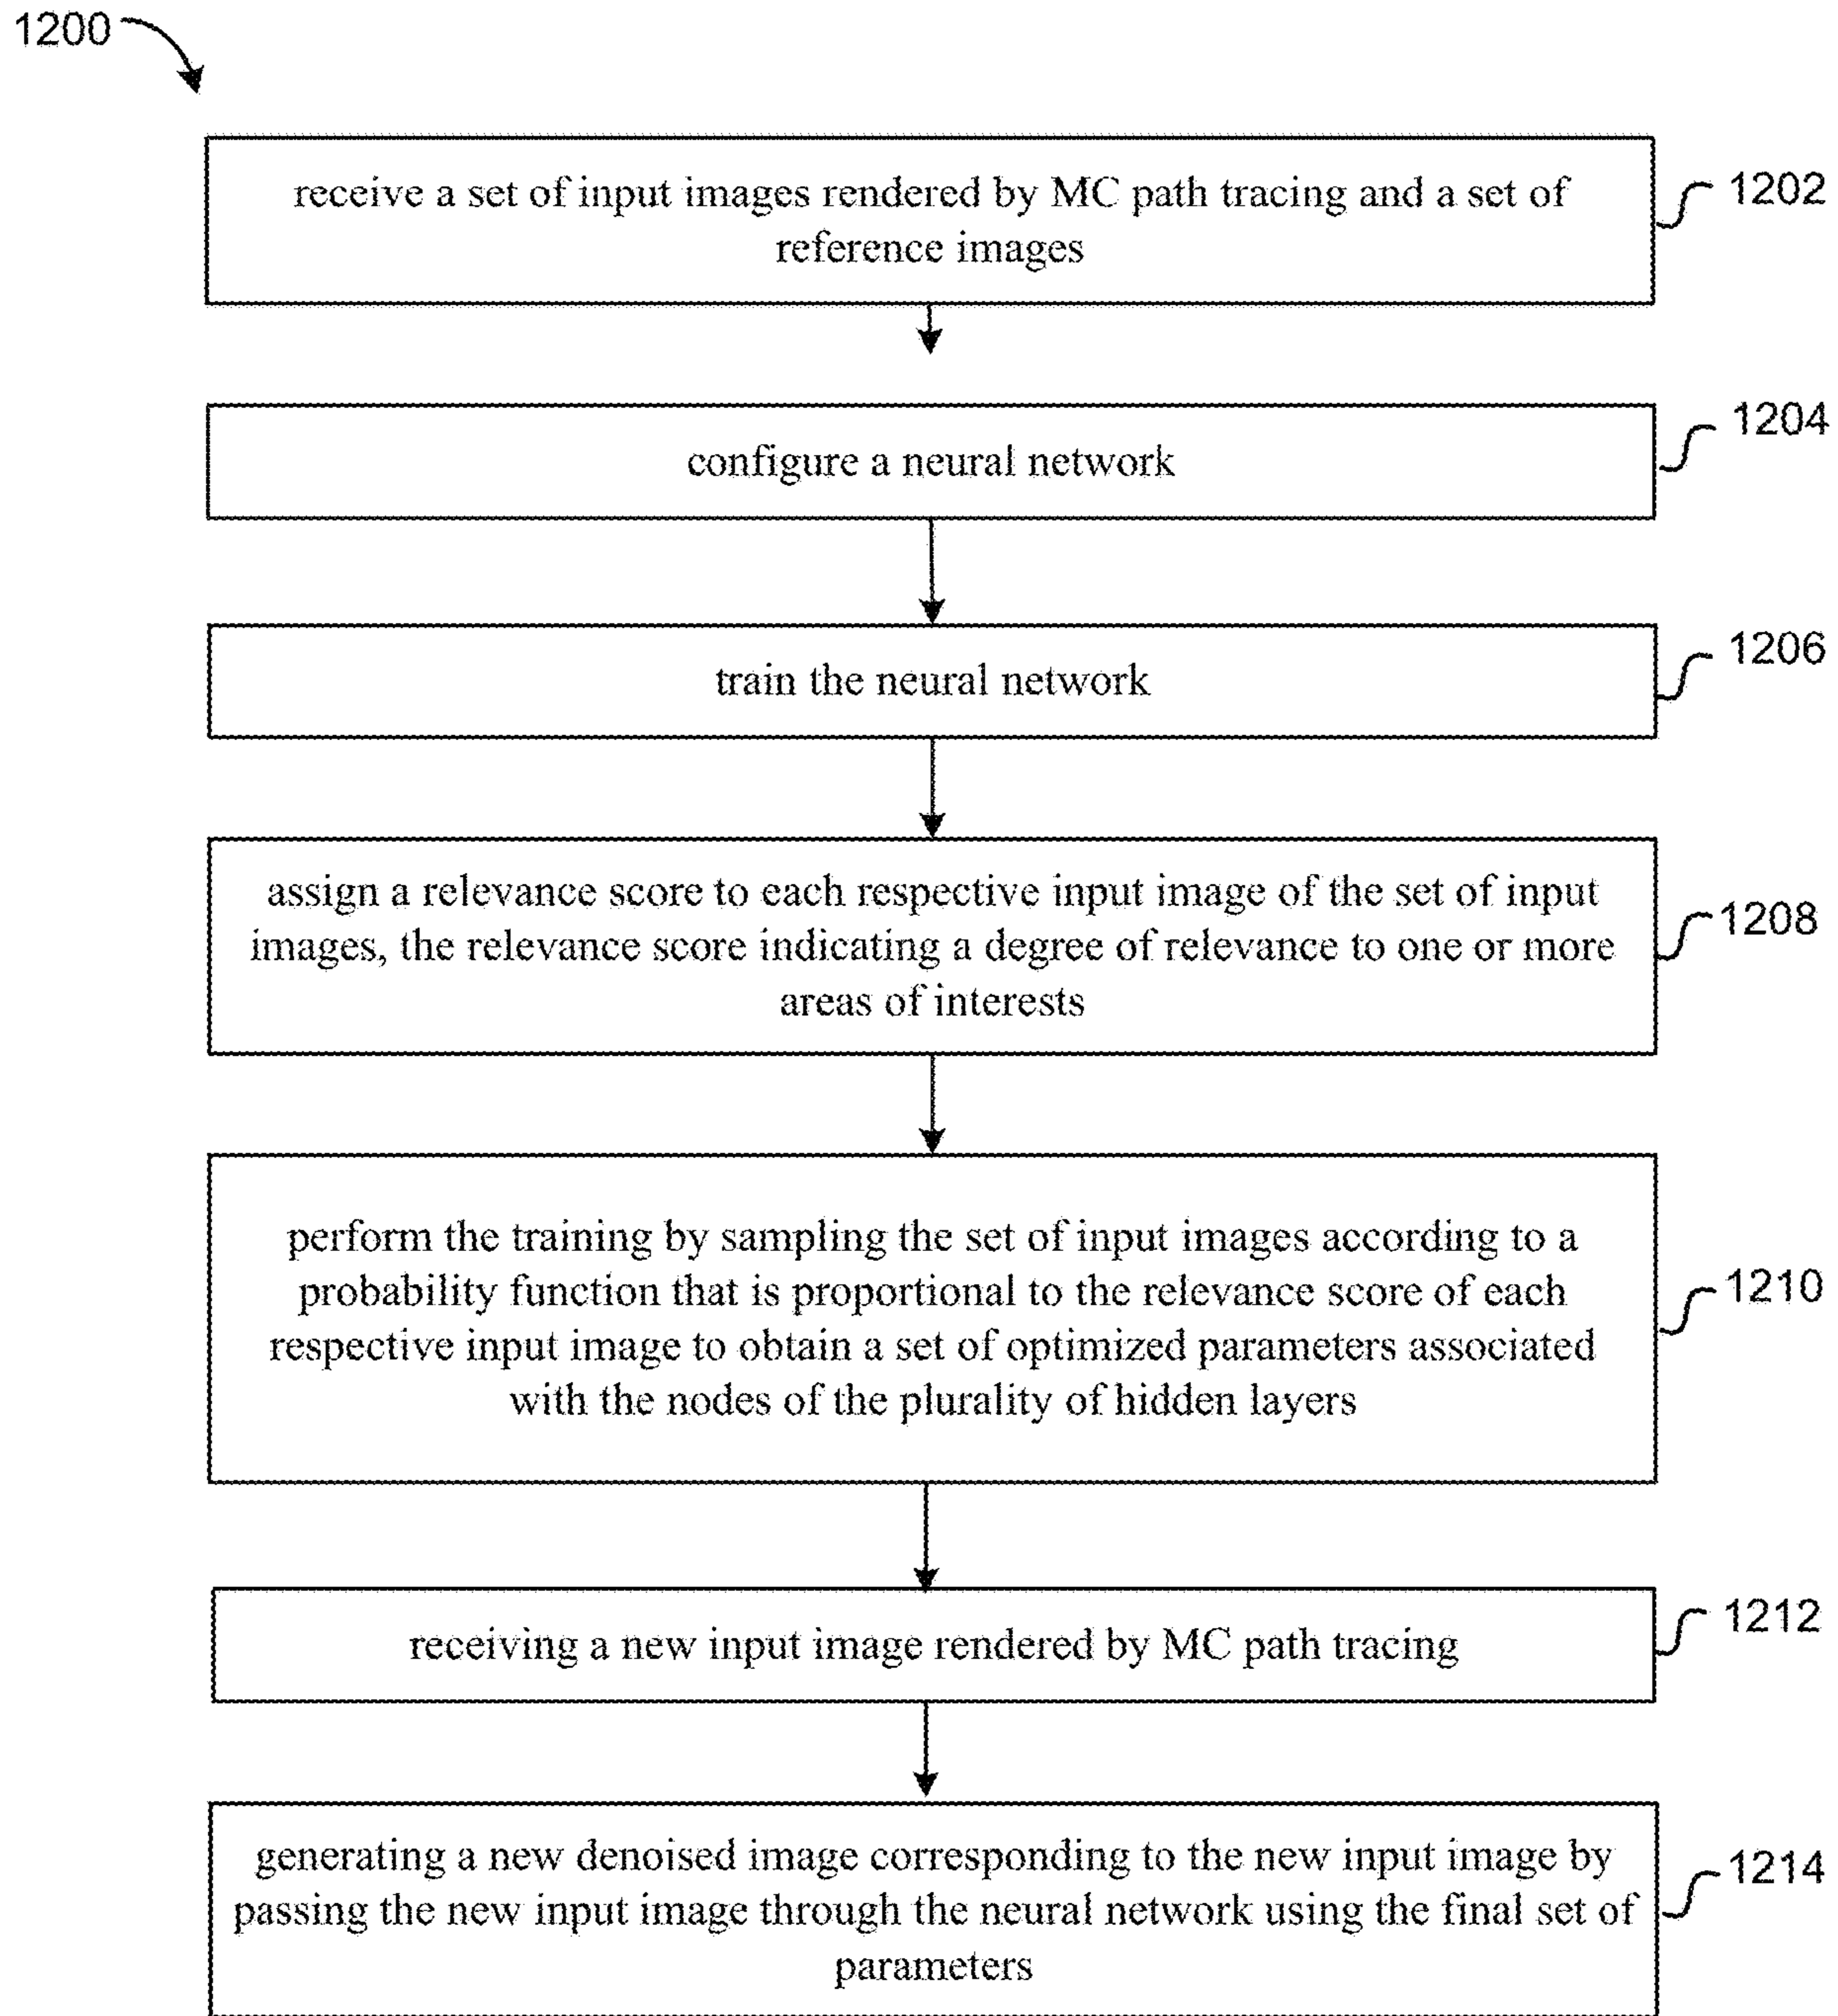 1200
receive a set of input images rendered by MC path tracing and a set of
reference images
1202
configure a neural network
1204
train the neural network
1206
assign a relevance score to each respective input image of the set of input
images, the relevance score indicating a degree of relevance to one or more
areas of interests
1208
perform the training by sampling the set of input images according to a
probability function that is proportional to the relevance score of each
respective input image to obtain a set of optimized parameters associated
with the nodes of the plurality of hidden layers
1210
receiving a new input image rendered by MC path tracing
1212
generating a new denoised image corresponding to the new input image by
passing the new input image through the neural network using the final set of
parameters
1214